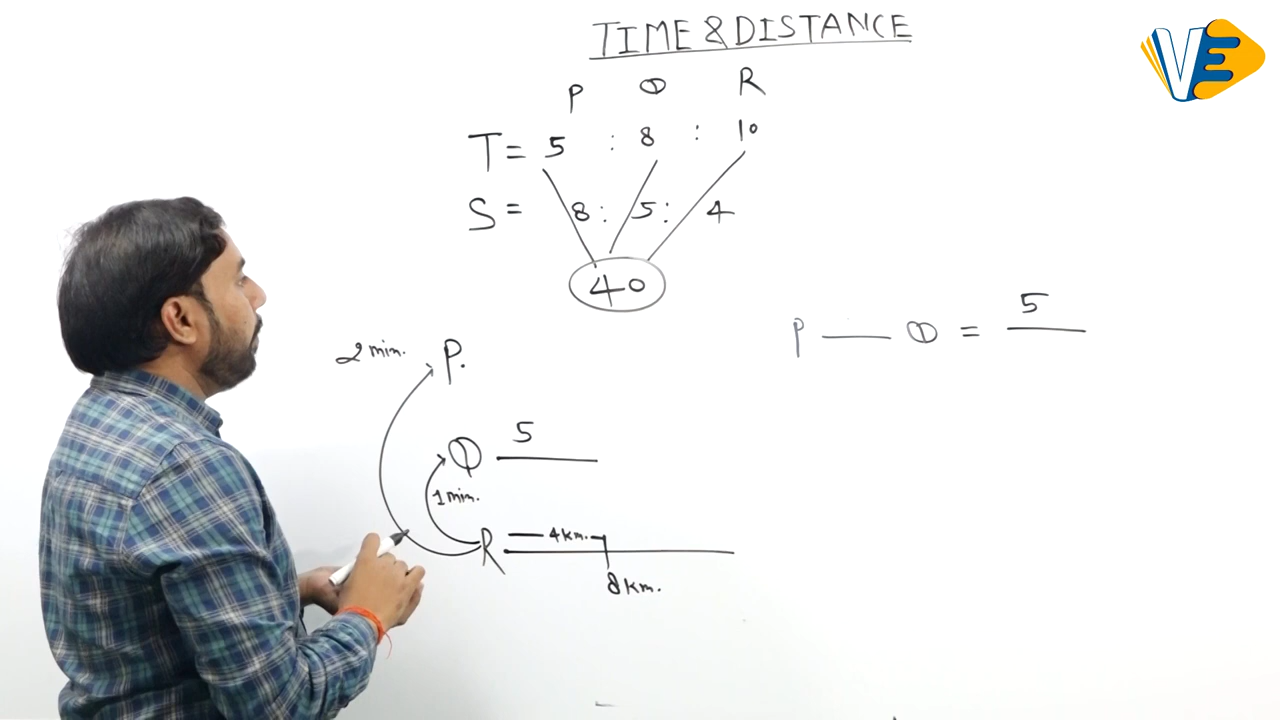 TIME & DISTANCE
VE
P Q R
T = 5 : 8 : 10
S = 8 : 5 : 4
40
5
P — Q =
2 min. P.
5
Q
1 min.
R 4 km.
8 km.